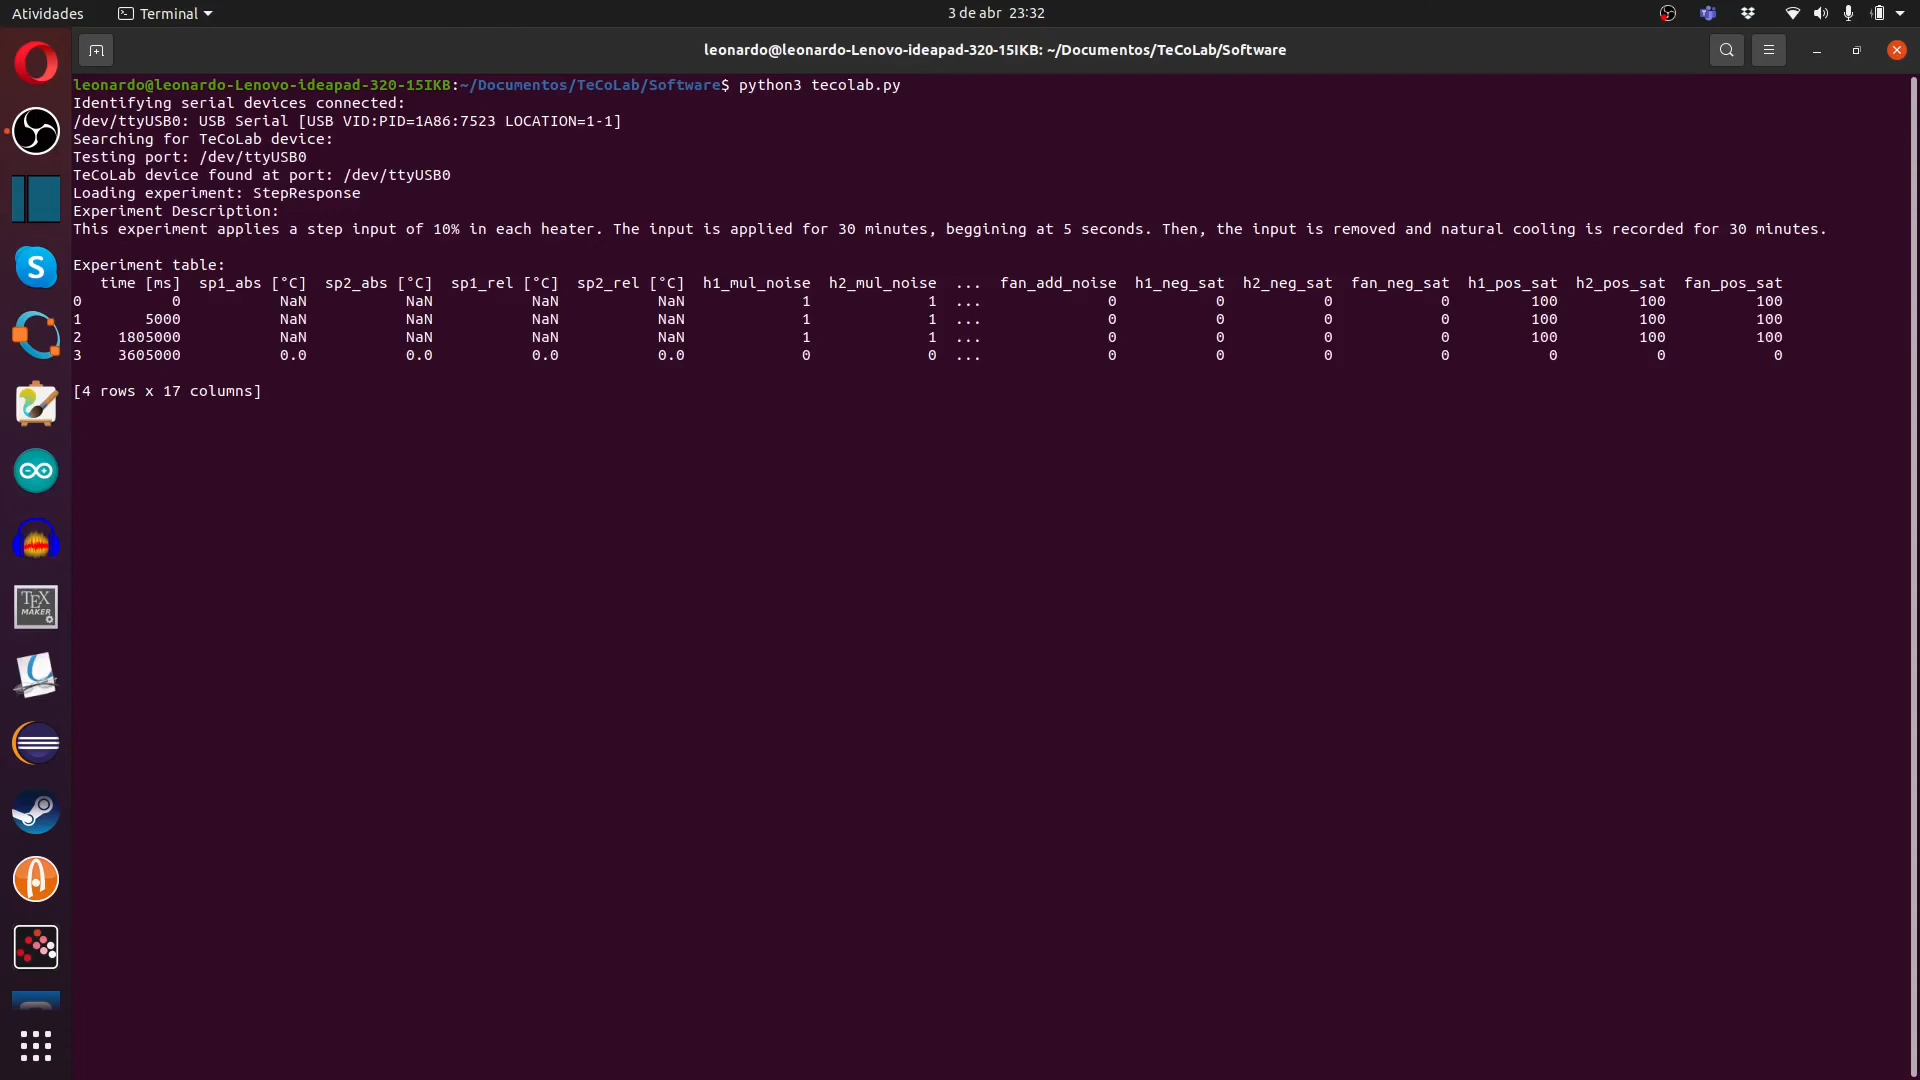 Atividades
Terminal
3 de abr 23:32
leonardo@leonardo-Lenovo-ideapad-320-15IKB: ~/Documentos/TeCoLab/Software
leonardo@leonardo-Lenovo-ideapad-320-15IKB:~/Documentos/TeCoLab/Software$ python3 tecolab.py
Identifying serial devices connected:
/dev/ttyUSB0: USB Serial [USB VID:PID=1A86:7523 LOCATION=1-1]
Searching for TeCoLab device:
Testing port: /dev/ttyUSB0
TeCoLab device found at port: /dev/ttyUSB0
Loading experiment: StepResponse
Experiment Description:
This experiment applies a step input of 10% in each heater. The input is applied for 30 minutes, beggining at 5 seconds. Then, the input is removed and natural cooling is recorded for 30 minutes.
Experiment table:
time [ms] sp1_abs [°C] sp2_abs [°C] sp1_rel [°C] sp2_rel [°C] h1_mul_noise h2_mul_noise ... fan_add_noise h1_neg_sat h2_neg_sat fan_neg_sat h1_pos_sat h2_pos_sat fan_pos_sat
0 0 NaN NaN NaN NaN 1 1 ... 0 0 0 0 100 100 100
1 5000 NaN NaN NaN NaN 1 1 ... 0 0 0 0 100 100 100
2 1805000 NaN NaN NaN NaN 1 1 ... 0 0 0 0 100 100 100
3 3605000 0.0 0.0 0.0 0.0 0 0 ... 0 0 0 0 0 0 0
[4 rows x 17 columns]
S
TEX
MAKER